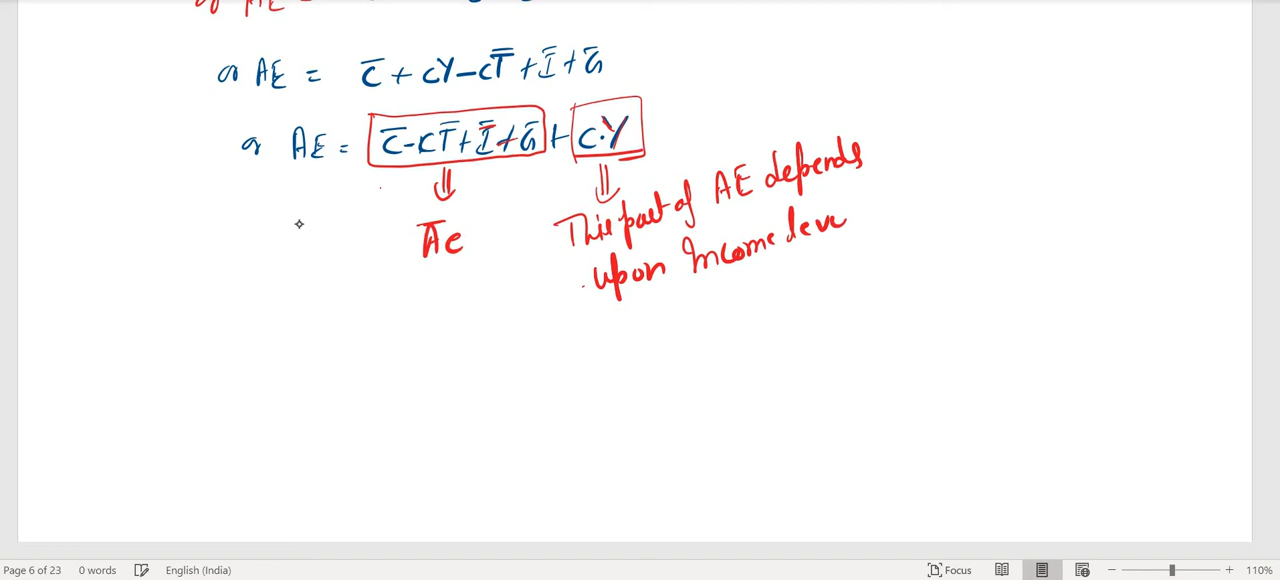 or AE = C̅ + cY - cT̅ + I̅ + G̅
or AE = C̅ - cT̅ + I̅ + G̅ + c.Y
⇓ ⇓
A̅e This part of AE depends
upon Income leve
Page 6 of 23 0 words English (India) Focus 110%